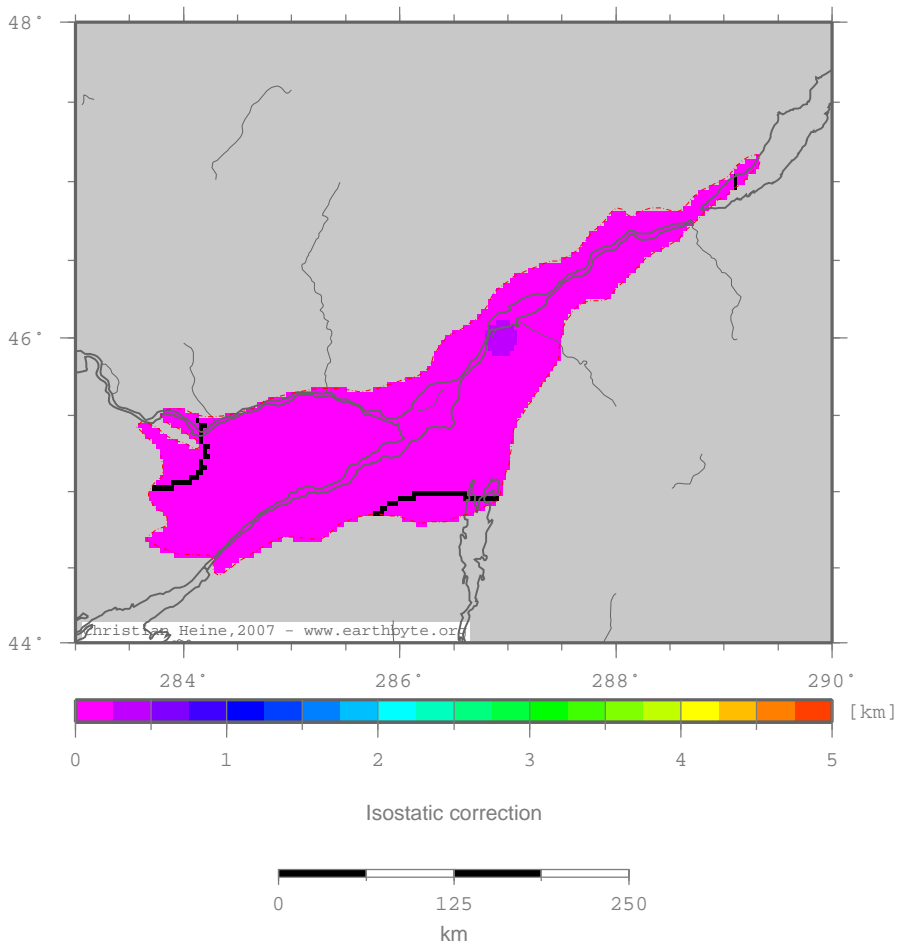 48°
46°
44°
Christian Heine,2007 - www.earthbyte.org
284° 286° 288° 290°
[km]
0 1 2 3 4 5
Isostatic correction
0 125 250
km